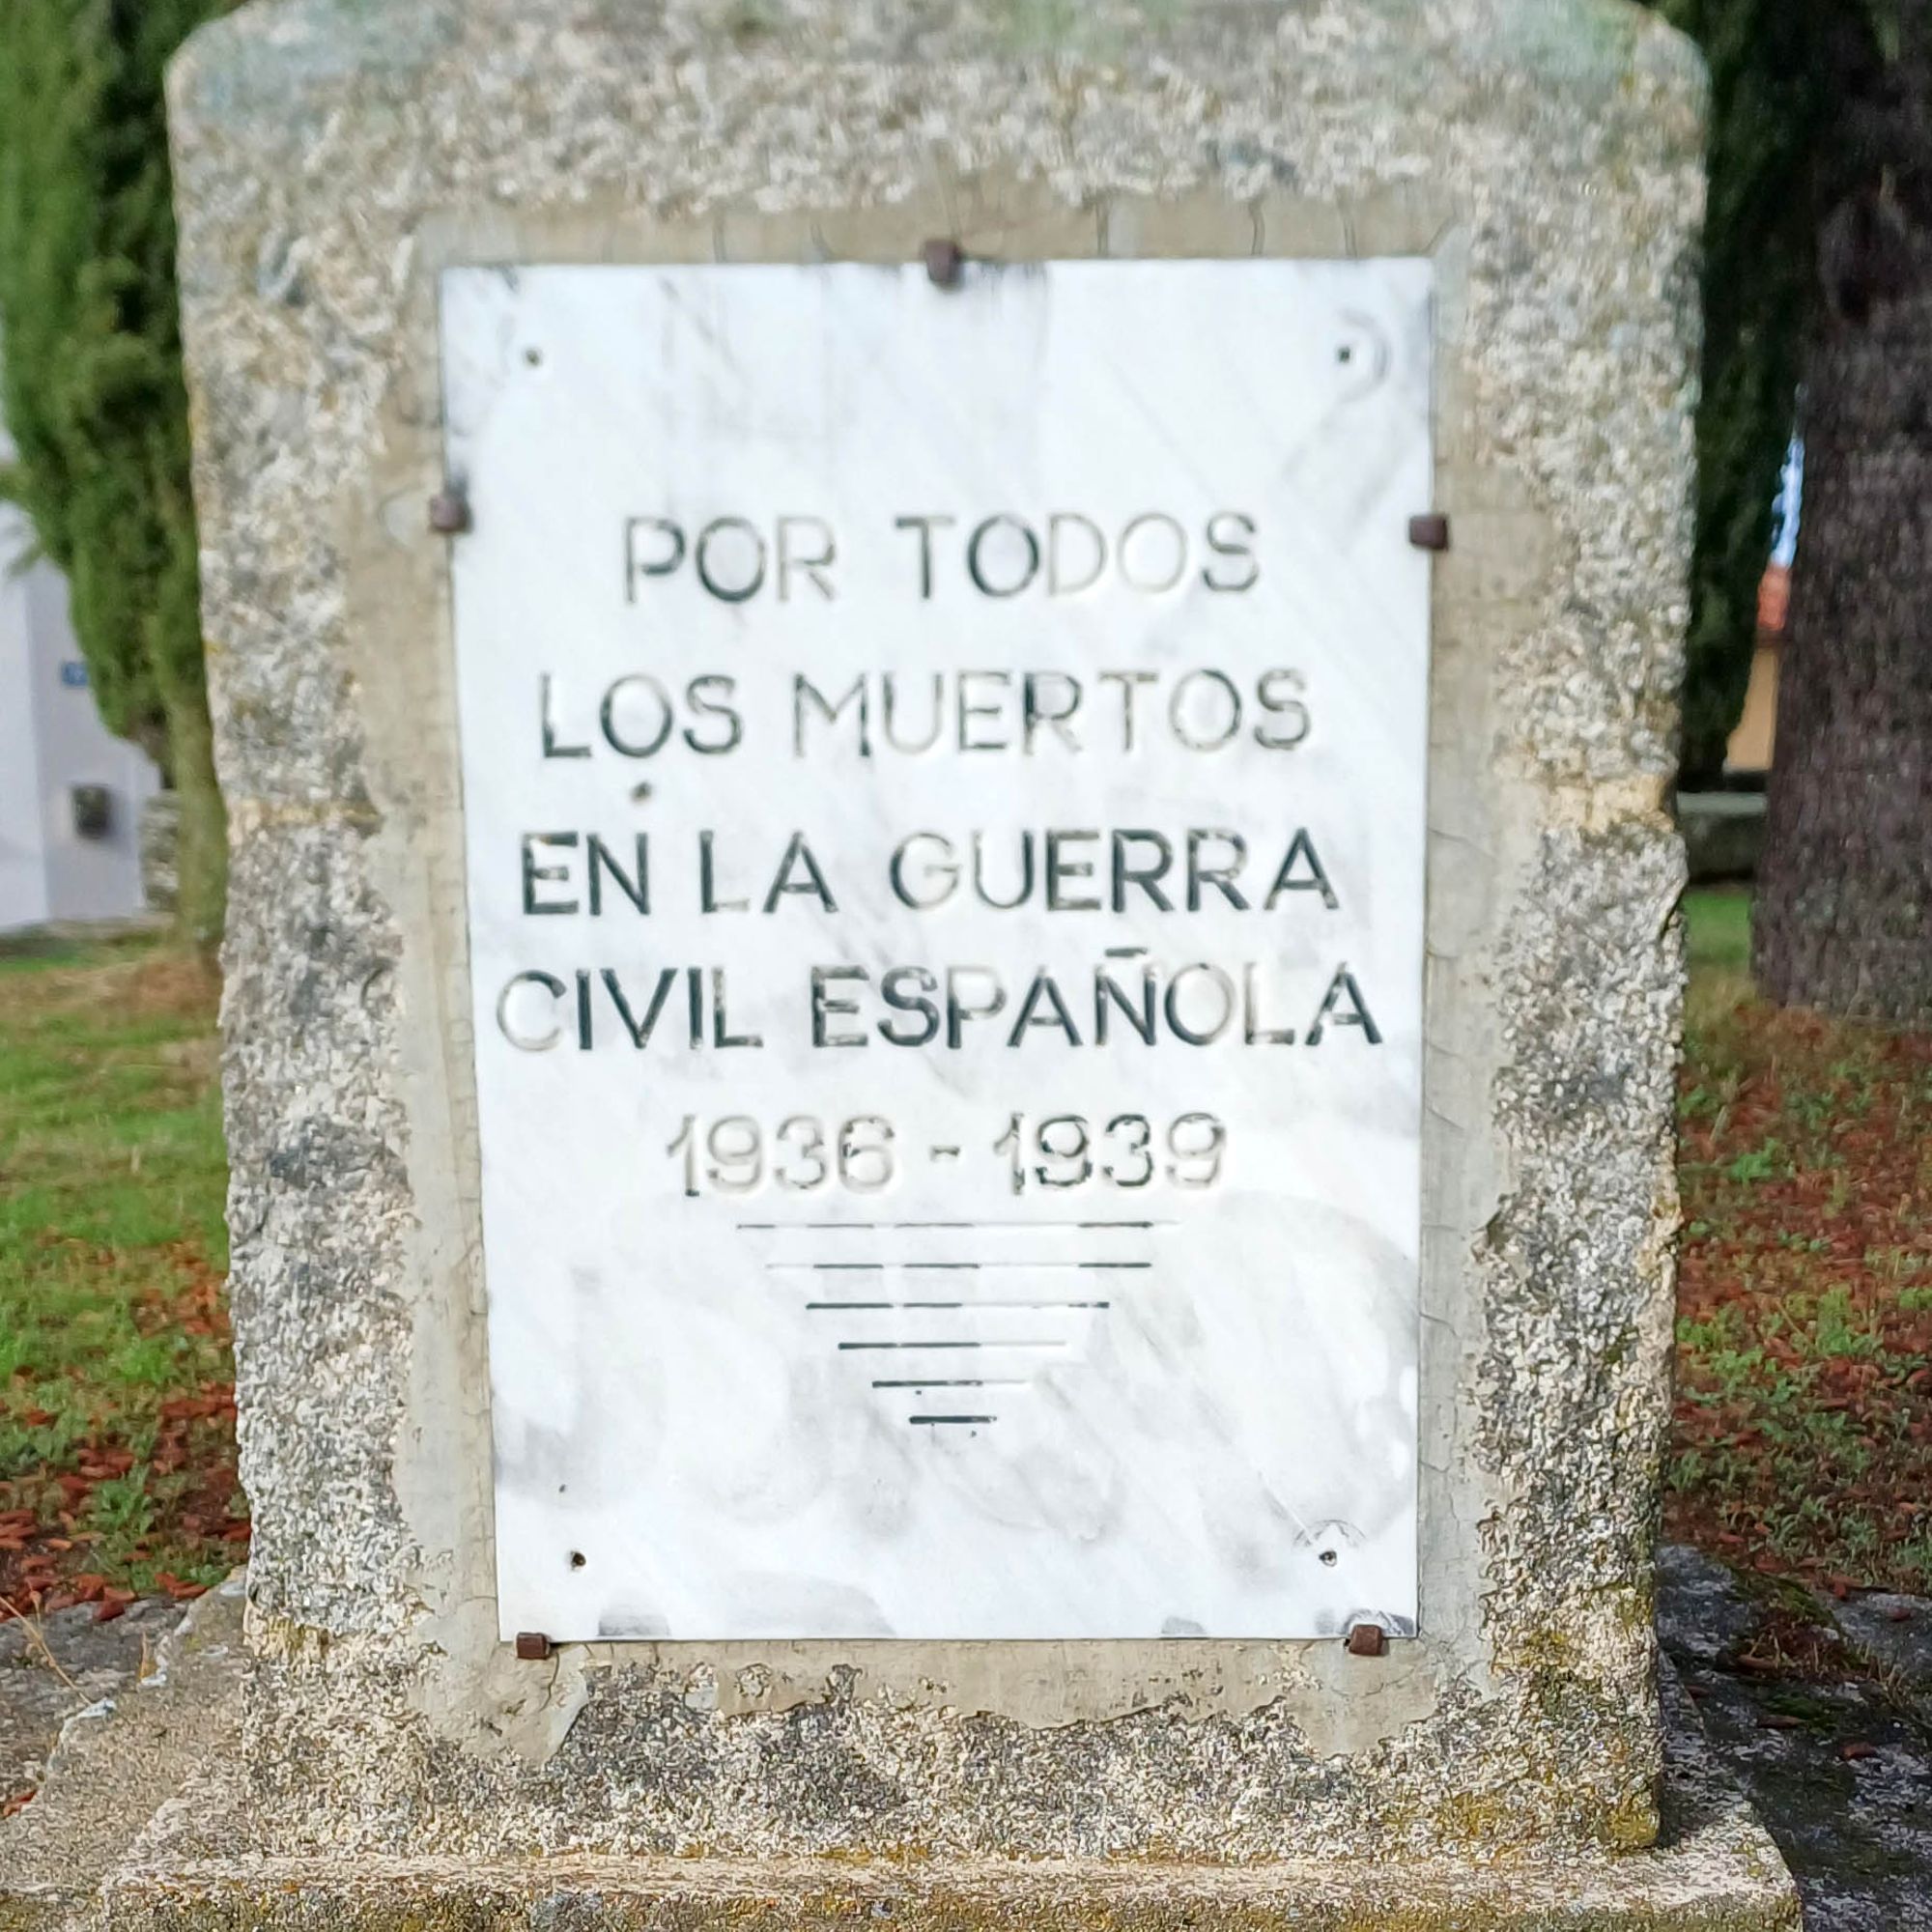 POR TODOS
LOS MUERTOS
EN LA GUERRA
CIVIL ESPAÑOLA
1936 - 1939